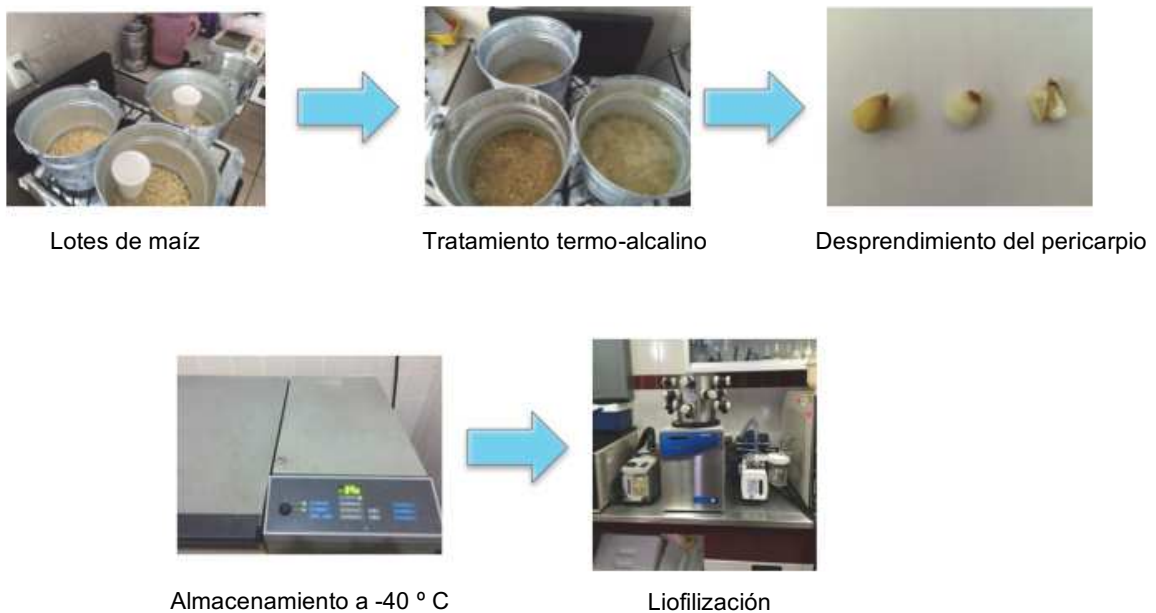 Lotes de maíz
Tratamiento termo-alcalino
Desprendimiento del pericarpio
Almacenamiento a -40 º C
Liofilización